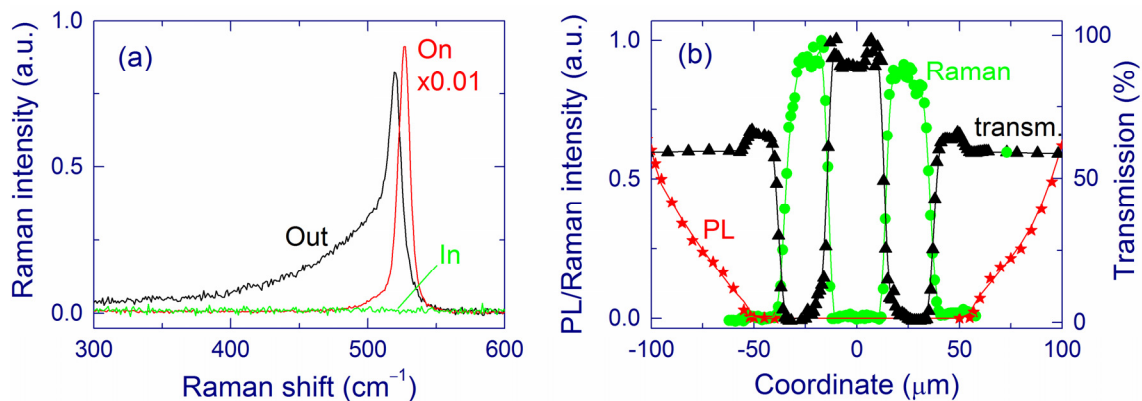 (a)
On
x0.01
Out
In
Raman intensity (a.u.)
1.0
0.5
0.0
300
400
500
600
Raman shift (cm⁻¹)
(b)
Raman
transm.
PL
PL/Raman intensity (a.u.)
1.0
0.5
0.0
-100
-50
0
50
100
Coordinate (μm)
100
50
0
Transmission (%)